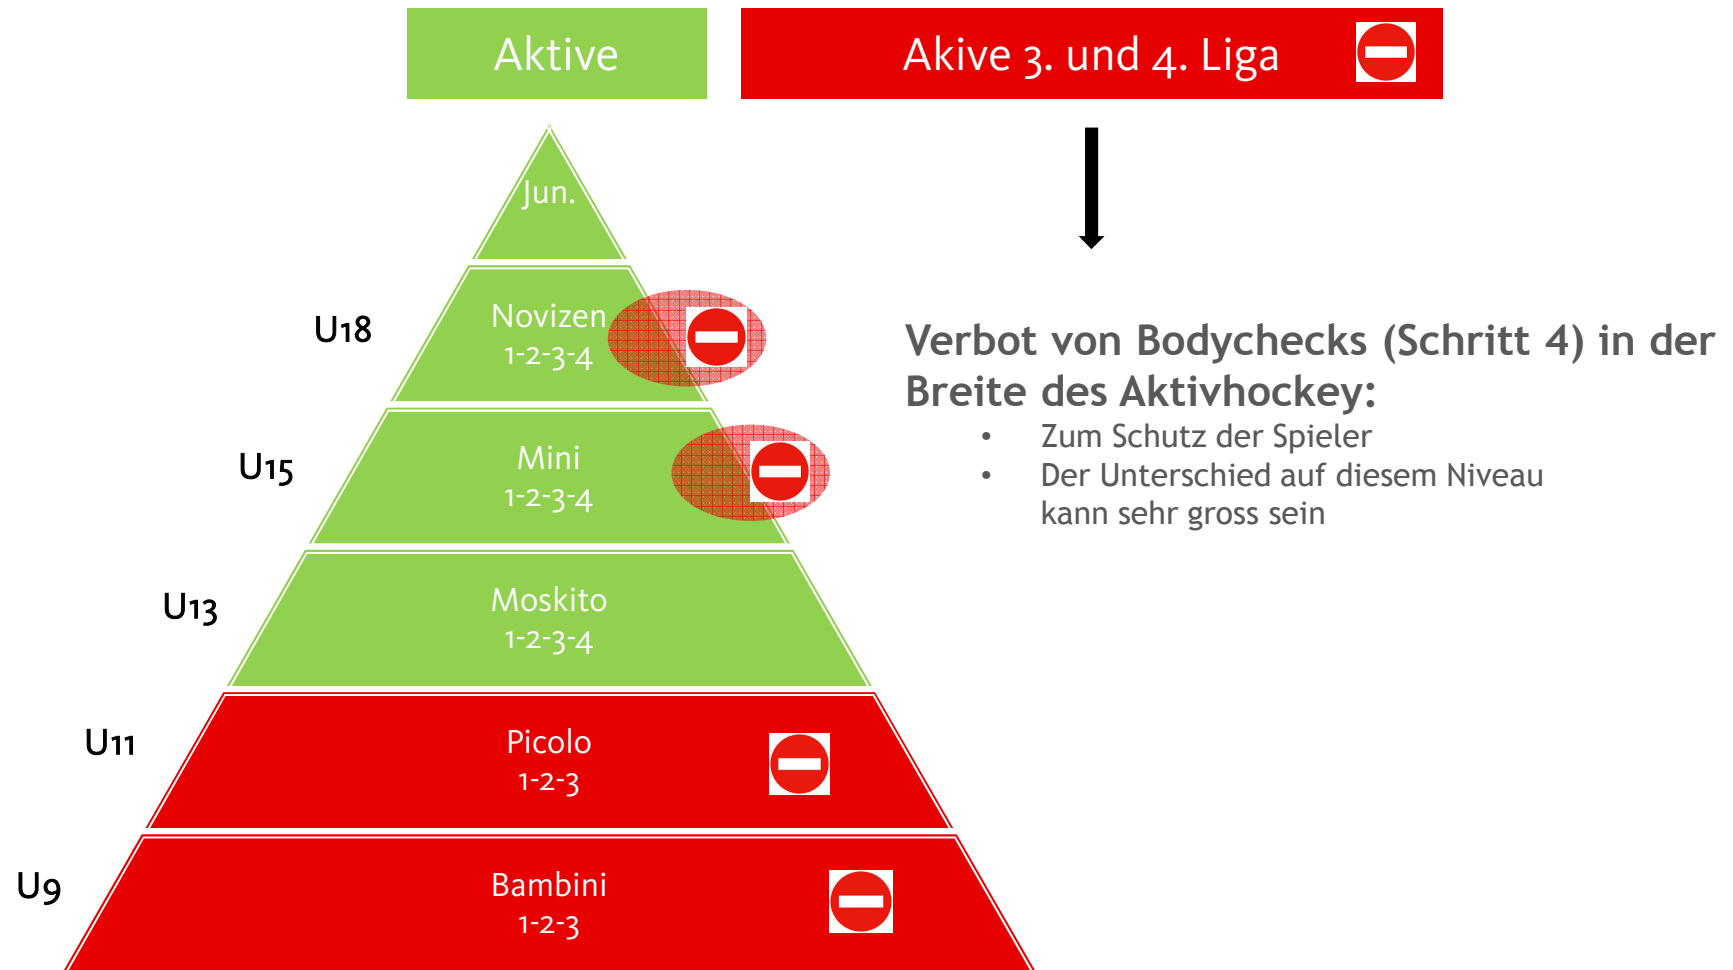 Aktive
Akive 3. und 4. Liga
Jun.
U18
Novizen
1-2-3-4
Verbot von Bodychecks (Schritt 4) in der
Breite des Aktivhockey:
• Zum Schutz der Spieler
• Der Unterschied auf diesem Niveau
kann sehr gross sein
U15
Mini
1-2-3-4
U13
Moskito
1-2-3-4
U11
Picolo
1-2-3
U9
Bambini
1-2-3